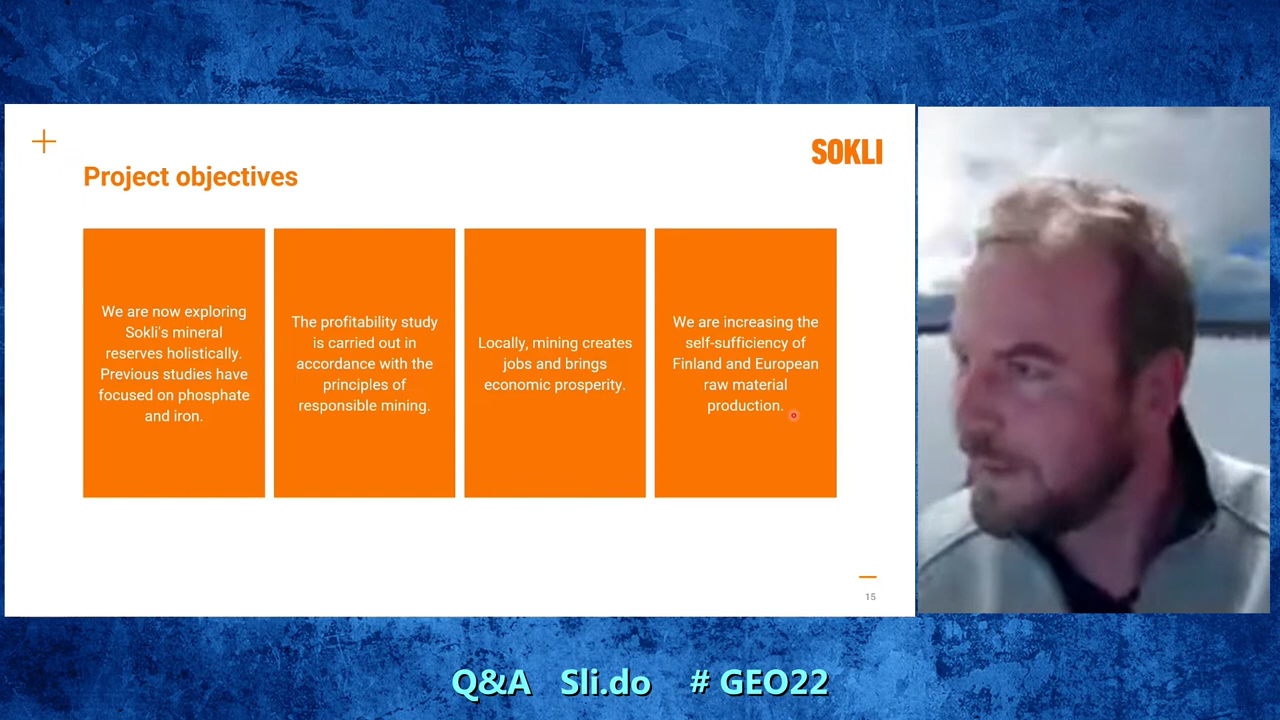 SOKLI
Project objectives
We are now exploring
Sokli's mineral
reserves holistically.
Previous studies have
focused on phosphate
and iron.
The profitability study
is carried out in
accordance with the
principles of
responsible mining.
Locally, mining creates
jobs and brings
economic prosperity.
We are increasing the
self-sufficiency of
Finland and European
raw material
production.
15
Q&A Sli.do # GEO22